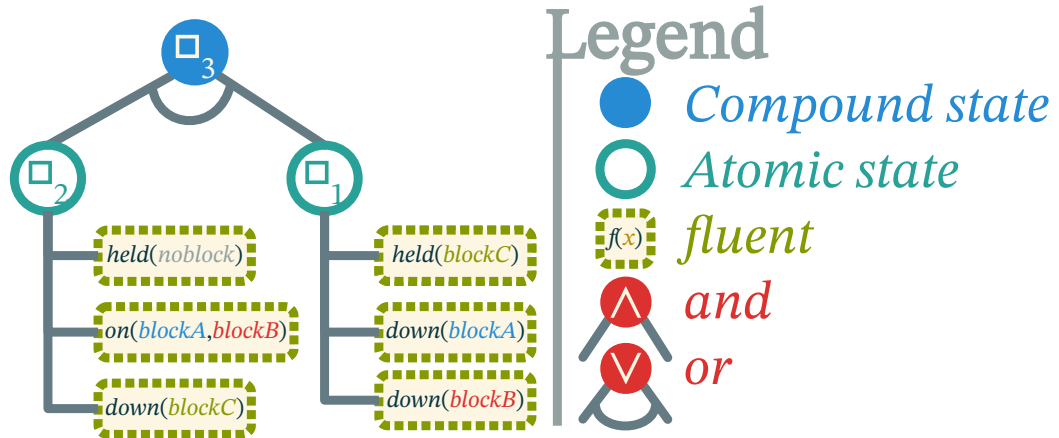 □3
□2
□1
held(noblock)
on(blockA,blockB)
down(blockC)
held(blockC)
down(blockA)
down(blockB)
Legend
Compound state
Atomic state
f(x) fluent
∧ and
∨ or